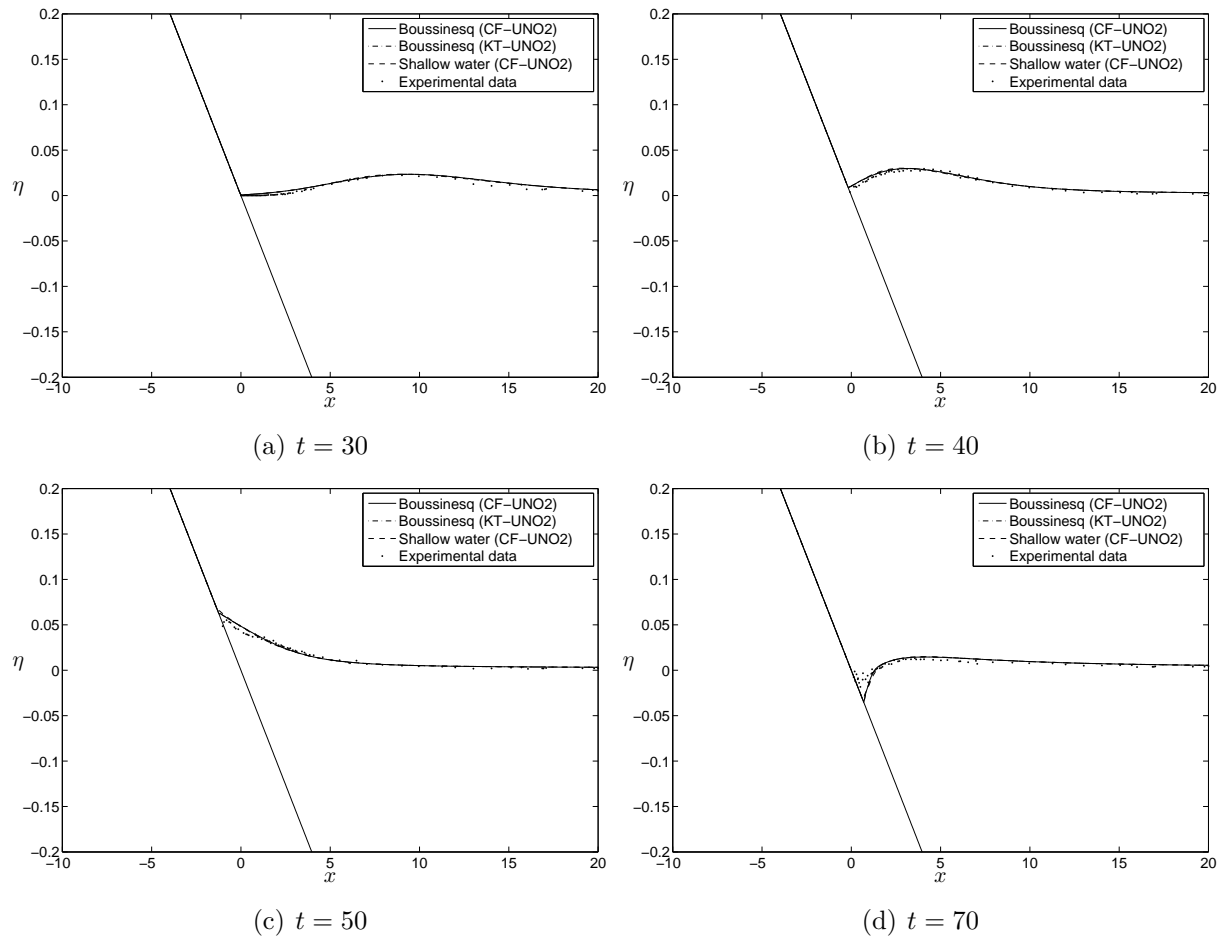 0.2
0.15
0.1
0.05
0
−0.05
−0.1
−0.15
−0.2
η
−10
−5
0
5
10
15
20
x
Boussinesq (CF−UNO2)
Boussinesq (KT−UNO2)
Shallow water (CF−UNO2)
Experimental data
(a) t = 30
0.2
0.15
0.1
0.05
0
−0.05
−0.1
−0.15
−0.2
η
−10
−5
0
5
10
15
20
x
Boussinesq (CF−UNO2)
Boussinesq (KT−UNO2)
Shallow water (CF−UNO2)
Experimental data
(b) t = 40
0.2
0.15
0.1
0.05
0
−0.05
−0.1
−0.15
−0.2
η
−10
−5
0
5
10
15
20
x
Boussinesq (CF−UNO2)
Boussinesq (KT−UNO2)
Shallow water (CF−UNO2)
Experimental data
(c) t = 50
0.2
0.15
0.1
0.05
0
−0.05
−0.1
−0.15
−0.2
η
−10
−5
0
5
10
15
20
x
Boussinesq (CF−UNO2)
Boussinesq (KT−UNO2)
Shallow water (CF−UNO2)
Experimental data
(d) t = 70